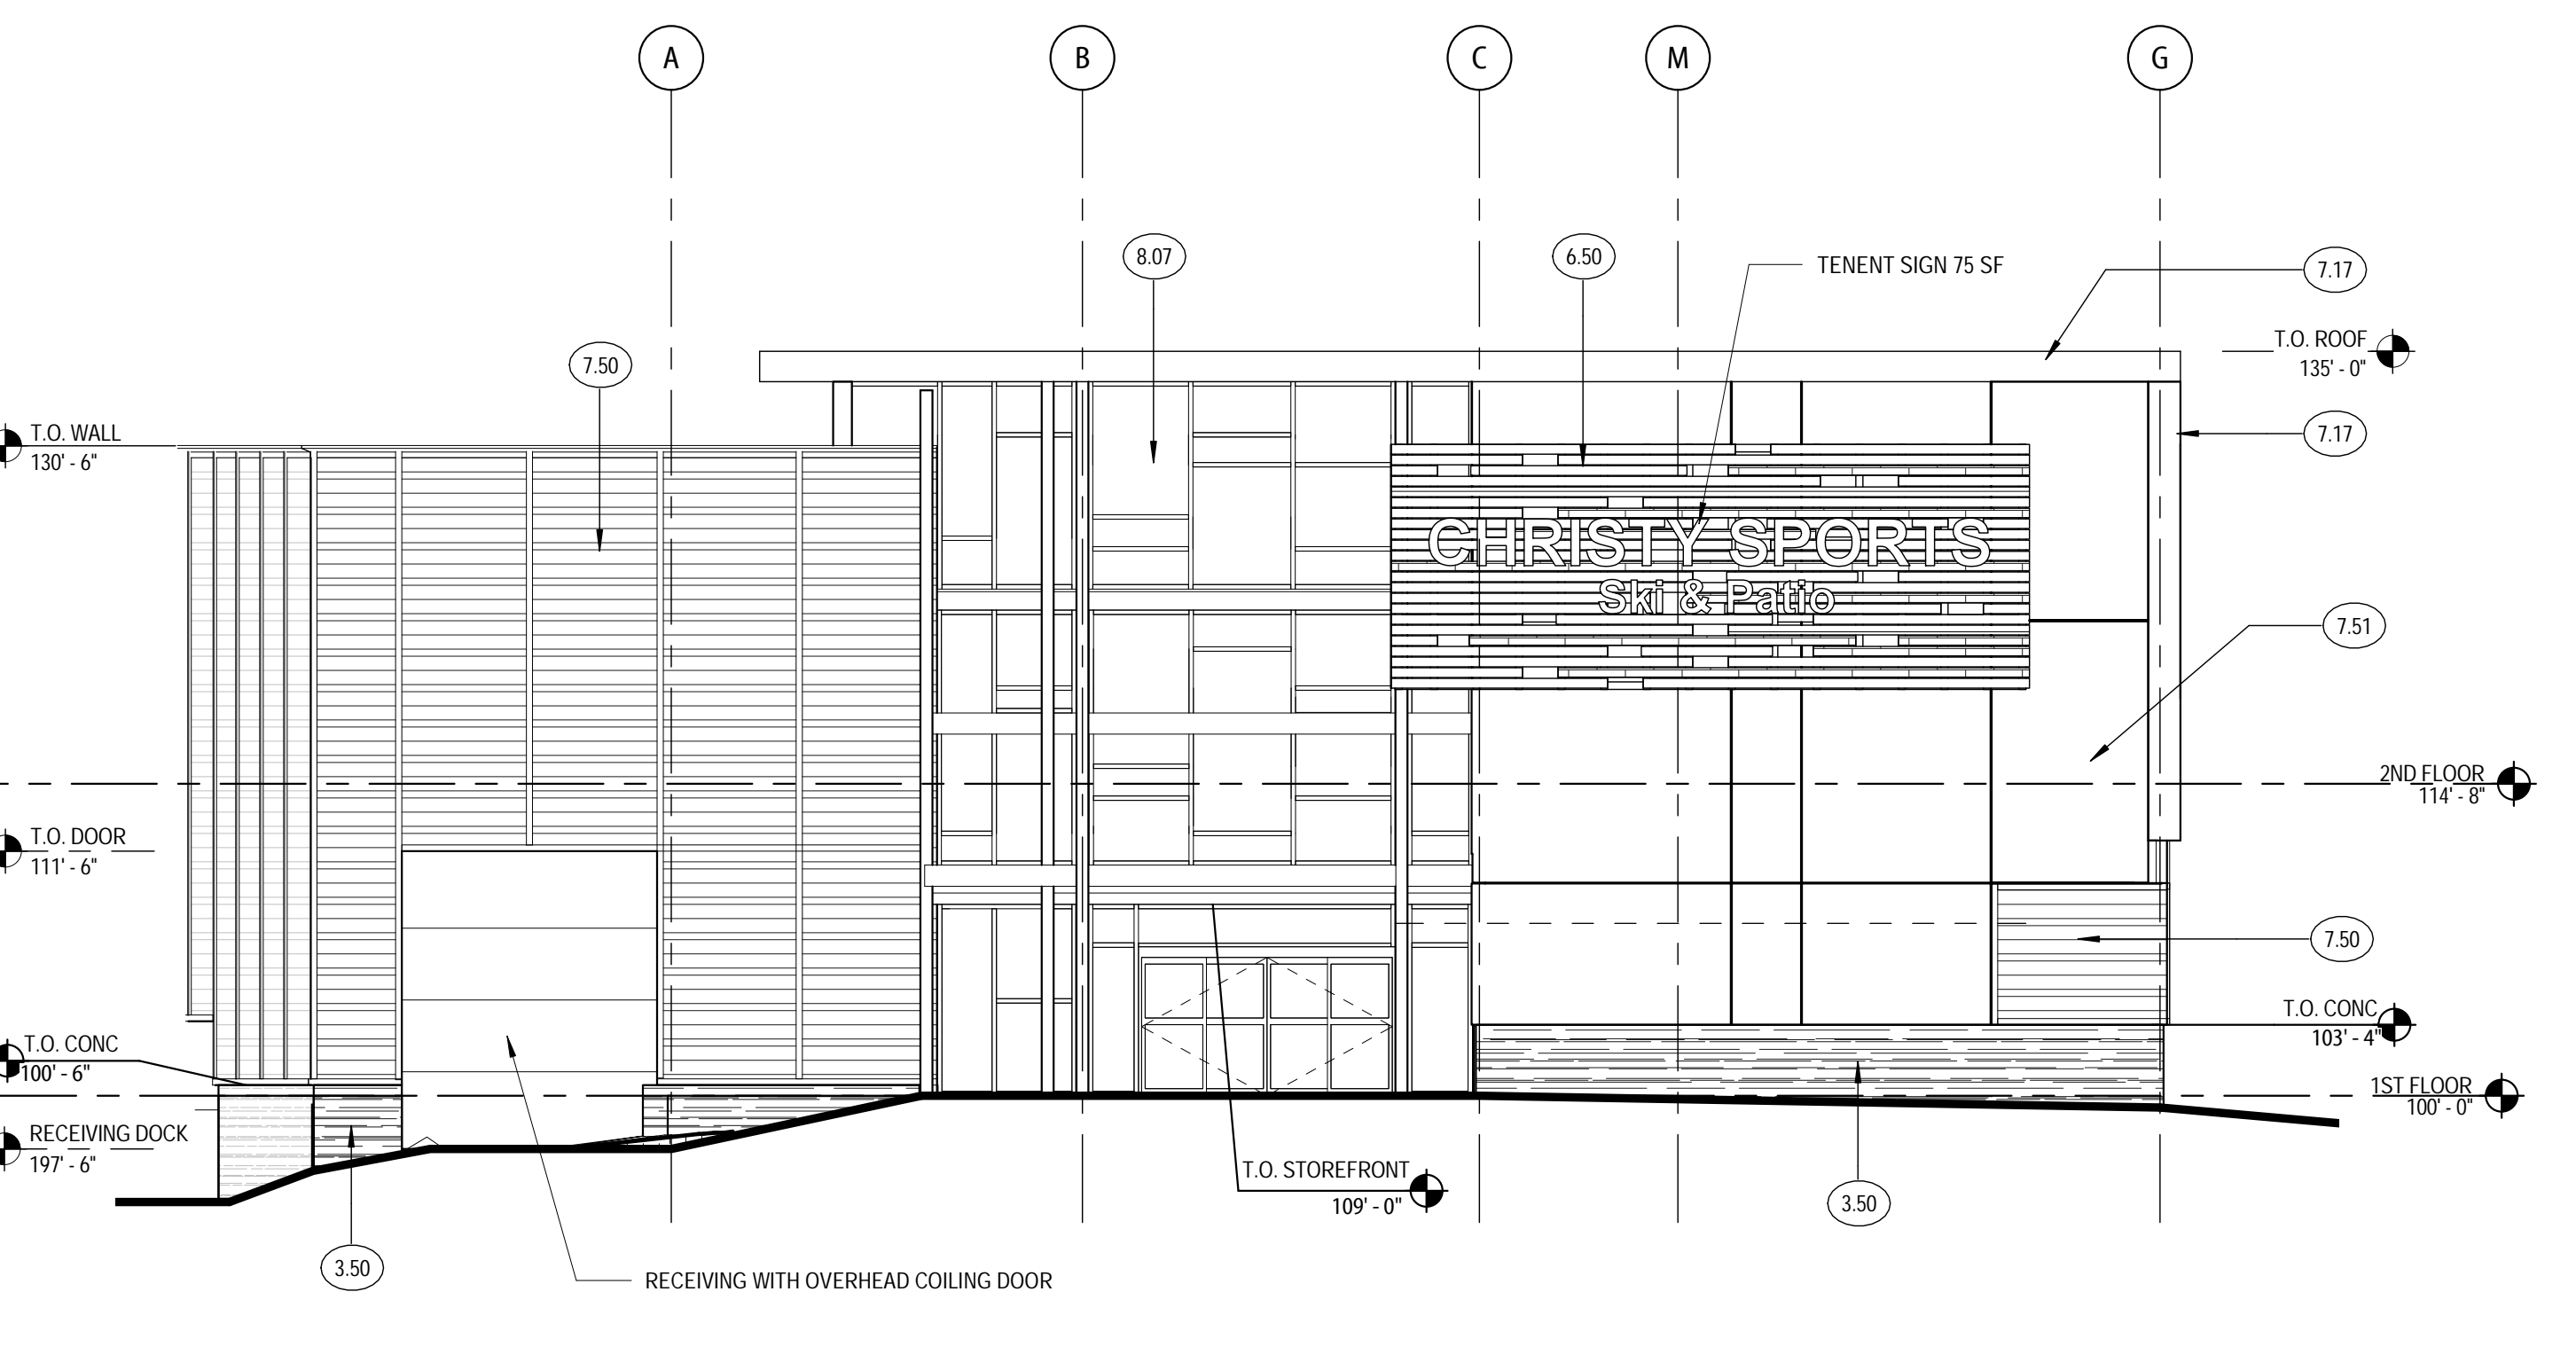 A
B
C
M
G
8.07
6.50
TENENT SIGN 75 SF
7.17
T.O. ROOF
135' - 0"
7.50
T.O. WALL
130' - 6"
7.17
CHRISTY SPORTS
Ski & Patio
7.51
2ND FLOOR
114' - 8"
T.O. DOOR
111' - 6"
7.50
T.O. CONC
103' - 4"
T.O. CONC
100' - 6"
1ST FLOOR
100' - 0"
RECEIVING DOCK
197' - 6"
T.O. STOREFRONT
109' - 0"
3.50
3.50
RECEIVING WITH OVERHEAD COILING DOOR